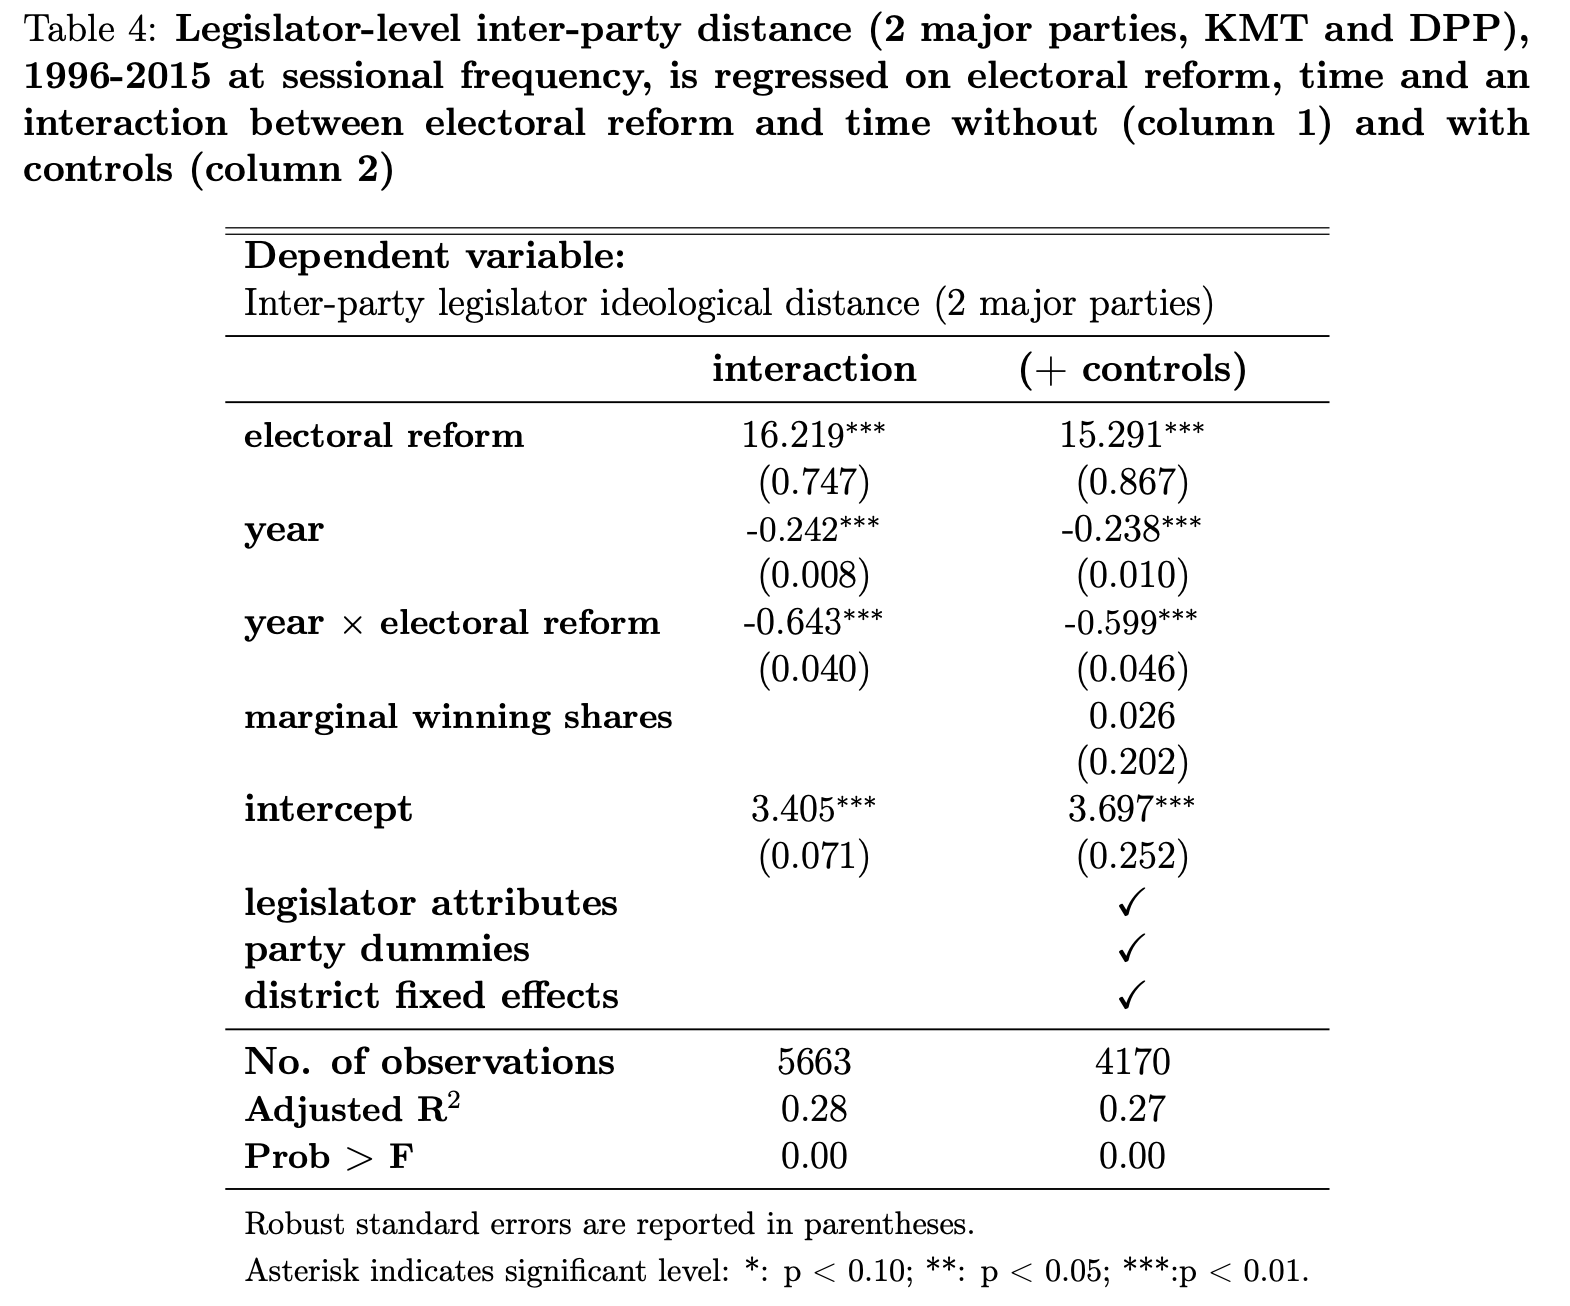 Table 4: Legislator-level inter-party distance (2 major parties, KMT and DPP),
1996-2015 at sessional frequency, is regressed on electoral reform, time and an
interaction between electoral reform and time without (column 1) and with
controls (column 2)
Dependent variable:
Inter-party legislator ideological distance (2 major parties)
interaction (+ controls)
electoral reform 16.219*** 15.291***
(0.747) (0.867)
year -0.242*** -0.238***
(0.008) (0.010)
year × electoral reform -0.643*** -0.599***
(0.040) (0.046)
marginal winning shares 0.026
(0.202)
intercept 3.405*** 3.697***
(0.071) (0.252)
legislator attributes ✓
party dummies ✓
district fixed effects ✓
No. of observations 5663 4170
Adjusted R² 0.28 0.27
Prob > F 0.00 0.00
Robust standard errors are reported in parentheses.
Asterisk indicates significant level: *: p < 0.10; **: p < 0.05; ***:p < 0.01.